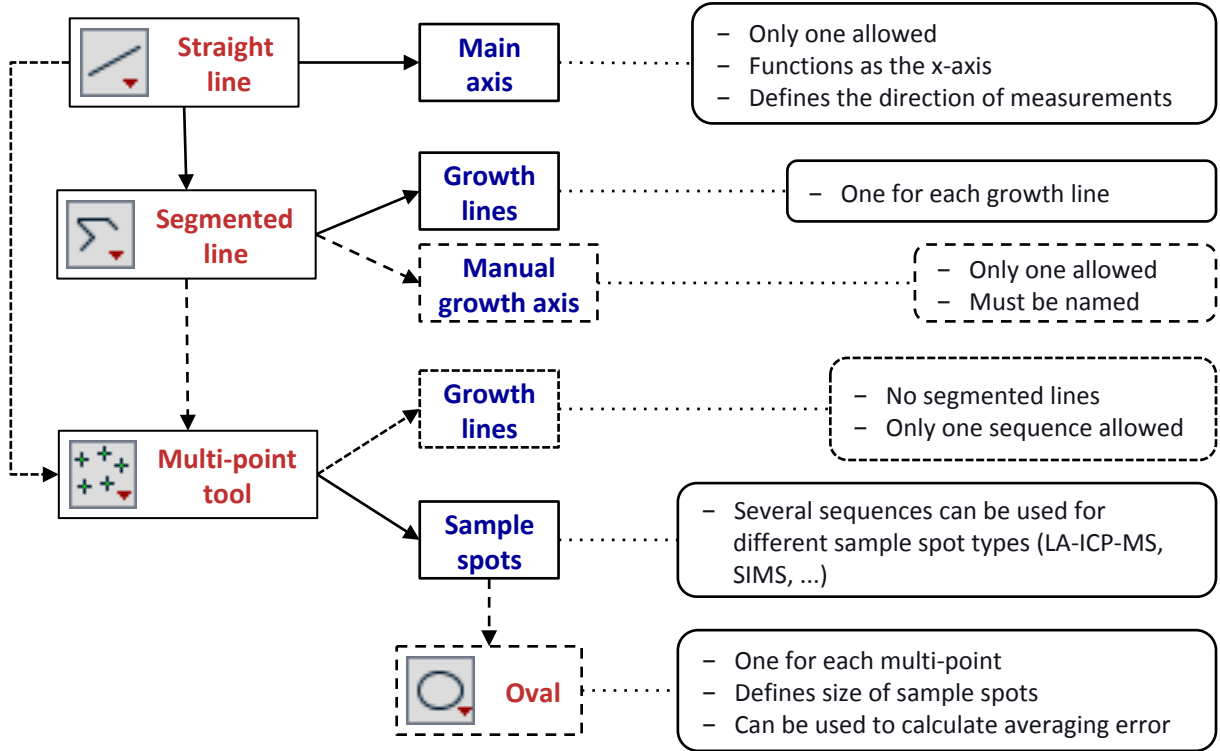 Straight
line
Main
axis
− Only one allowed
− Functions as the x-axis
− Defines the direction of measurements
Segmented
line
Growth
lines
− One for each growth line
Manual
growth axis
− Only one allowed
− Must be named
Multi-point
tool
Growth
lines
− No segmented lines
− Only one sequence allowed
Sample
spots
− Several sequences can be used for
different sample spot types (LA-ICP-MS,
SIMS, ...)
Oval
− One for each multi-point
− Defines size of sample spots
− Can be used to calculate averaging error